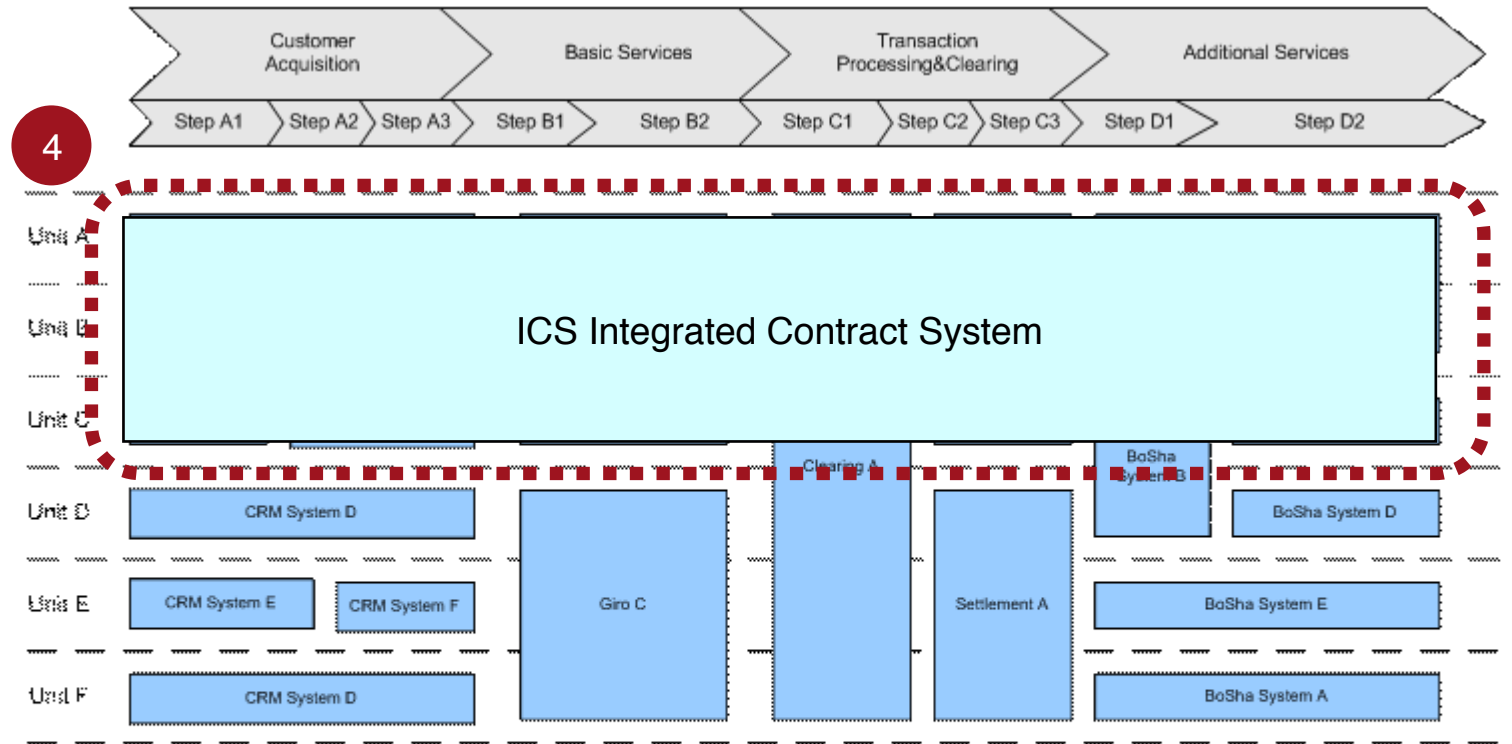 Customer
Acquisition
Basic Services
Transaction
Processing&Clearing
Additional Services
Step A1
Step A2
Step A3
Step B1
Step B2
Step C1
Step C2
Step C3
Step D1
Step D2
4
Unit A
Unit B
ICS Integrated Contract System
Unit C
Clearing A
BoSha
System B
Unit D
CRM System D
BoSha System D
Unit E
CRM System E
CRM System F
Giro C
Settlement A
BoSha System E
Unit F
CRM System D
BoSha System A